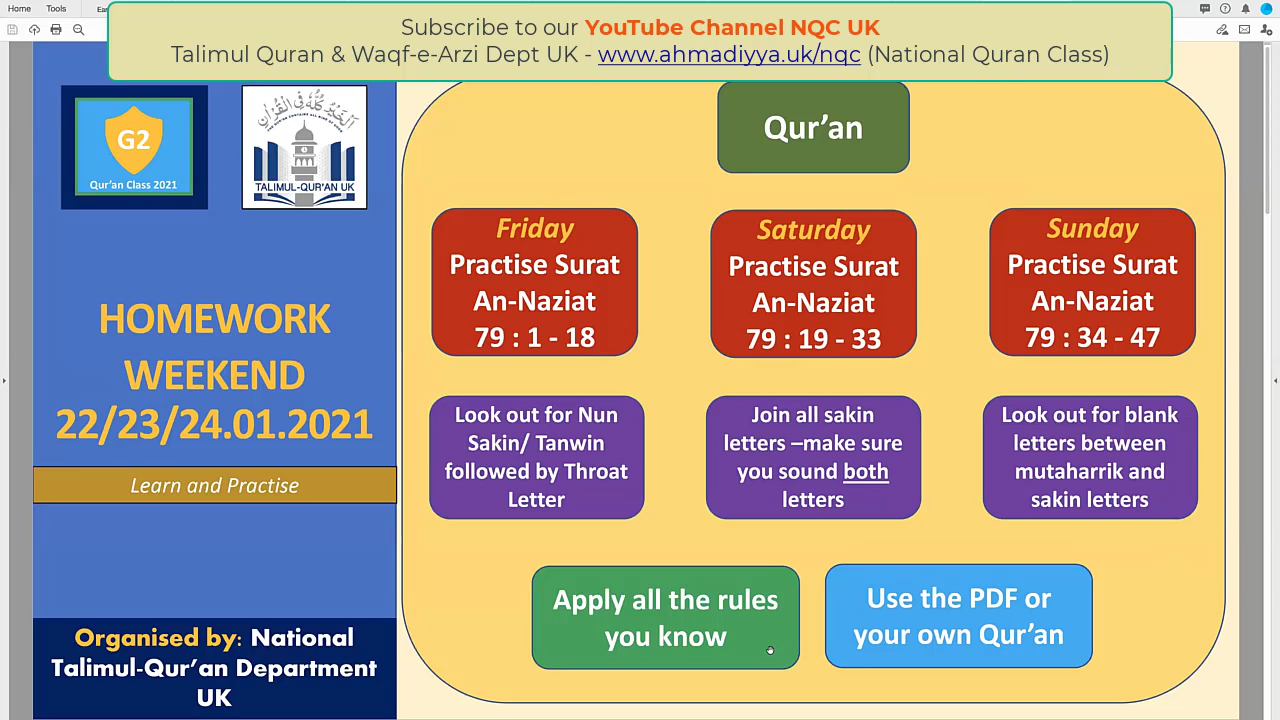 Home Tools
Subscribe to our YouTube Channel NQC UK
Talimul Quran & Waqf-e-Arzi Dept UK - www.ahmadiyya.uk/nqc (National Quran Class)
G2
Qur’an Class 2021
TALIMUL-QUR'AN UK
HOMEWORK
WEEKEND
22/23/24.01.2021
Learn and Practise
Organised by: National
Talimul-Qur’an Department
UK
Qur’an
Friday
Practise Surat
An-Naziat
79 : 1 - 18
Saturday
Practise Surat
An-Naziat
79 : 19 - 33
Sunday
Practise Surat
An-Naziat
79 : 34 - 47
Look out for Nun
Sakin/ Tanwin
followed by Throat
Letter
Join all sakin
letters –make sure
you sound both
letters
Look out for blank
letters between
mutaharrik and
sakin letters
Apply all the rules
you know
Use the PDF or
your own Qur’an